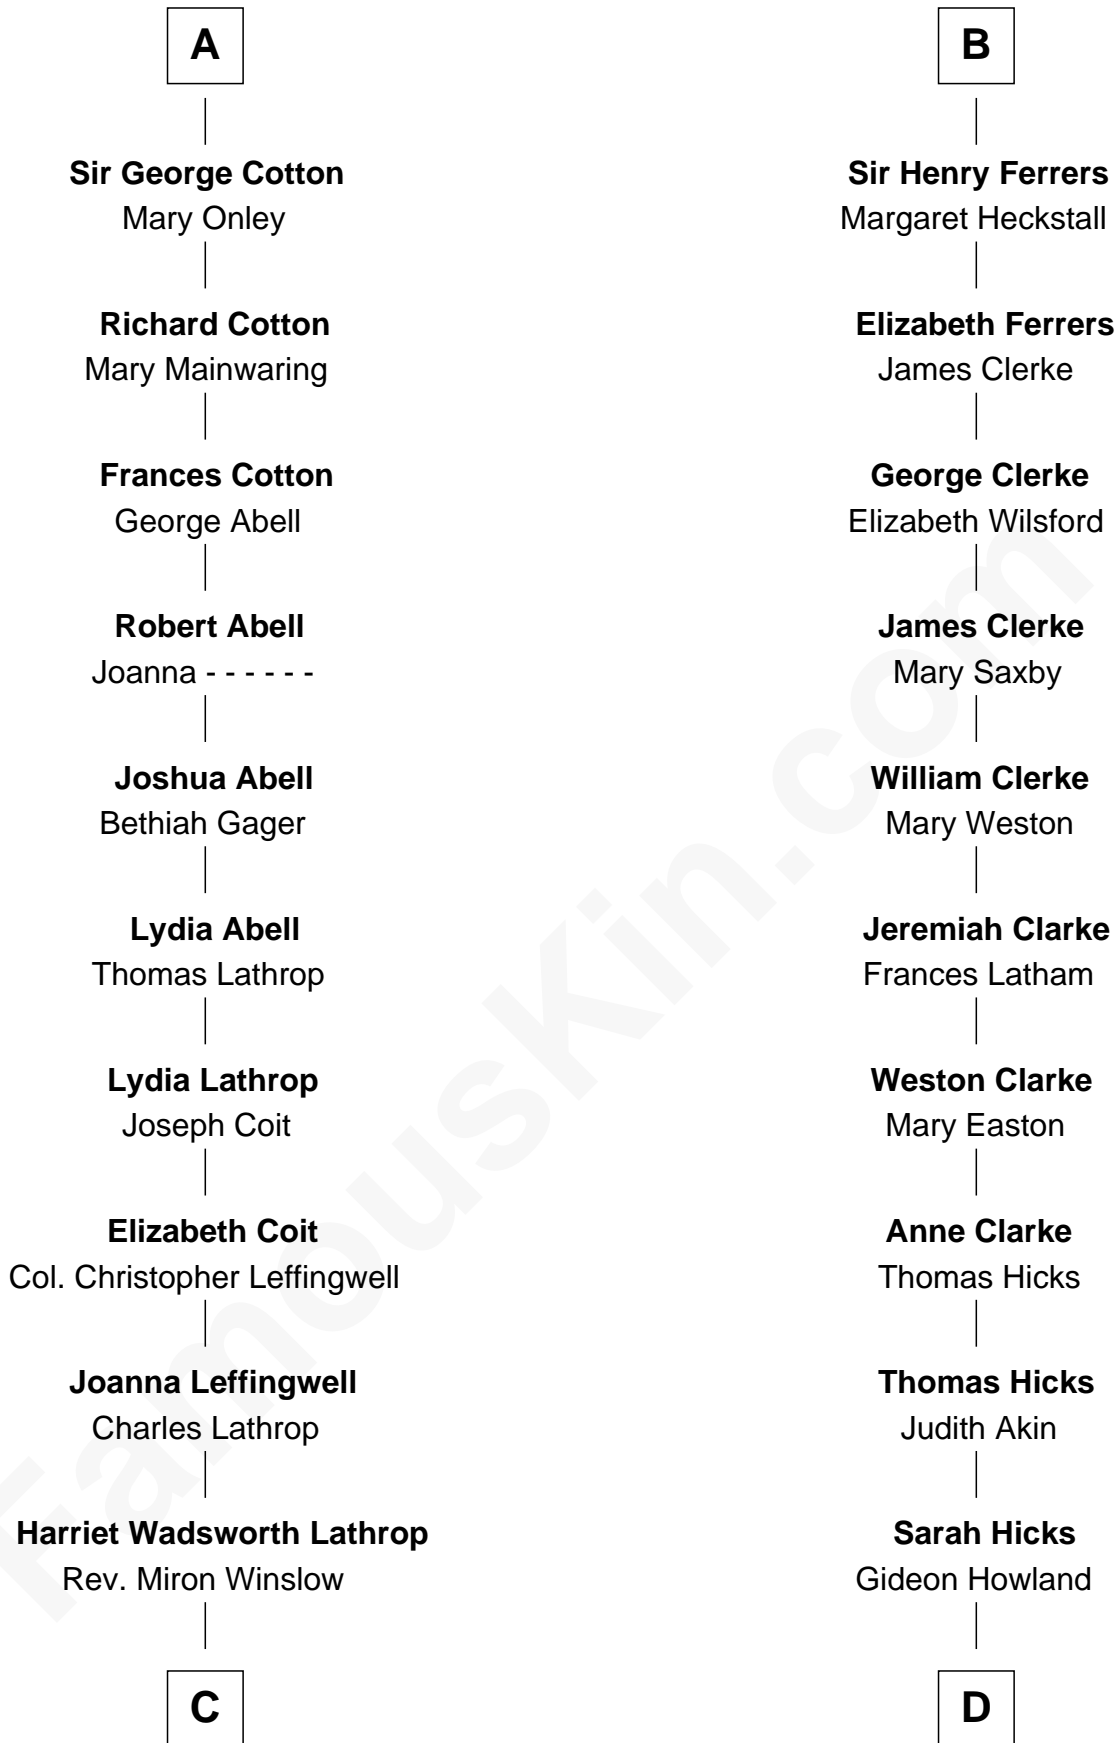 A
Sir George Cotton
Mary Onley
Richard Cotton
Mary Mainwaring
Frances Cotton
George Abell
Robert Abell
Joanna - - - - - -
Joshua Abell
Bethiah Gager
Lydia Abell
Thomas Lathrop
Lydia Lathrop
Joseph Coit
Elizabeth Coit
Col. Christopher Leffingwell
Joanna Leffingwell
Charles Lathrop
Harriet Wadsworth Lathrop
Rev. Miron Winslow
C
B
Sir Henry Ferrers
Margaret Heckstall
Elizabeth Ferrers
James Clerke
George Clerke
Elizabeth Wilsford
James Clerke
Mary Saxby
William Clerke
Mary Weston
Jeremiah Clarke
Frances Latham
Weston Clarke
Mary Easton
Anne Clarke
Thomas Hicks
Thomas Hicks
Judith Akin
Sarah Hicks
Gideon Howland
D
FamousKin.com